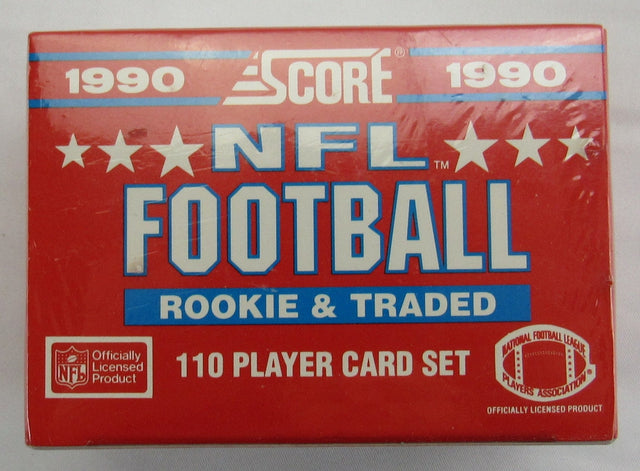 1990 SCORE® 1990
NFL™
FOOTBALL
ROOKIE & TRADED
NFL
Officially
Licensed
Product
110 PLAYER CARD SET
NATIONAL FOOTBALL LEAGUE
PLAYERS ASSOCIATION®
OFFICIALLY LICENSED PRODUCT